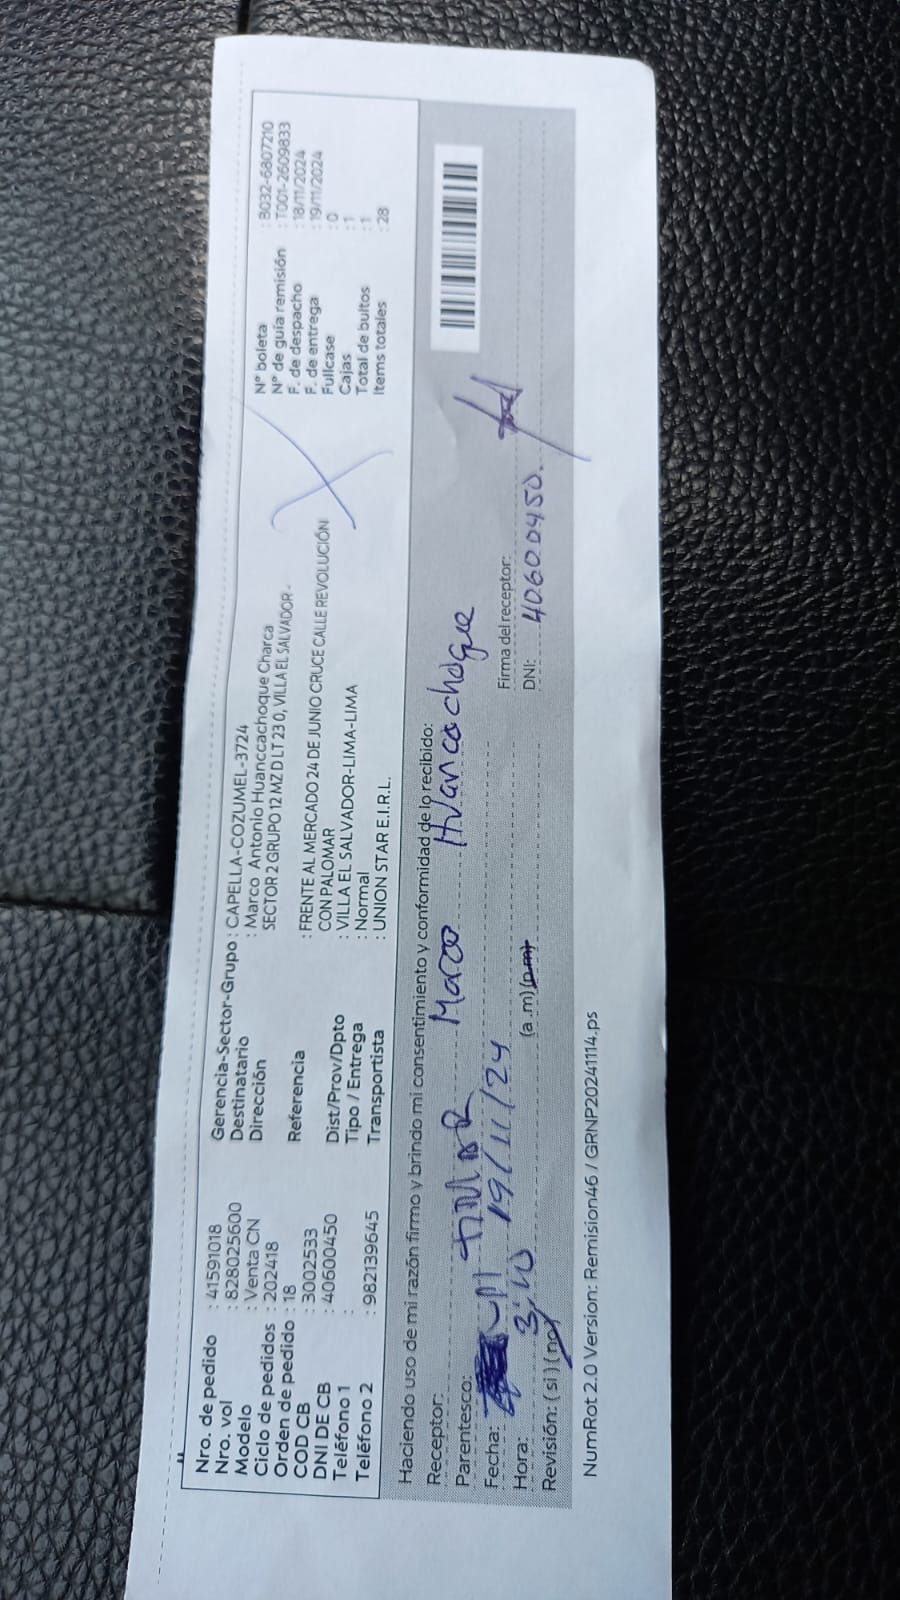 Nro. de pedido : 41591018
Nro. vol : 828025600
Modelo : Venta CN
Ciclo de pedidos : 202418
Orden de pedido : 18
COD CB : 3002533
DNI DE CB : 40600450
Teléfono 1 :
Teléfono 2 : 982139645
Gerencia-Sector-Grupo : CAPELLA-COZUMEL-3724
Destinatario : Marco Antonio Huanccachoque Charca
Dirección SECTOR 2 GRUPO 12 MZ D LT 23 0, VILLA EL SALVADOR -
Referencia : FRENTE AL MERCADO 24 DE JUNIO CRUCE CALLE REVOLUCIÓN
CON PALOMAR
Dist/Prov/Dpto : VILLA EL SALVADOR-LIMA-LIMA
Tipo / Entrega : Normal
Transportista : UNION STAR E.I.R.L.
N° boleta : B032-6807210
N° de guía remisión : T001-2609833
F. de despacho : 18/11/2024
F. de entrega : 19/11/2024
Fullcase : 0
Cajas : 1
Total de bultos : 1
Items totales : 28
Haciendo uso de mi razón firmo y brindo mi consentimiento y conformidad de lo recibido:
Receptor: Marco Huancachoque
Parentesco: Titular
Fecha: 19/11/24
Firma del receptor:
Hora: 3:10 (a.m)(p.m)
DNI: 40600450.
Revisión: (si) (no)
NumRot 2.0 Version: Remision46 / GRNP20241114.ps